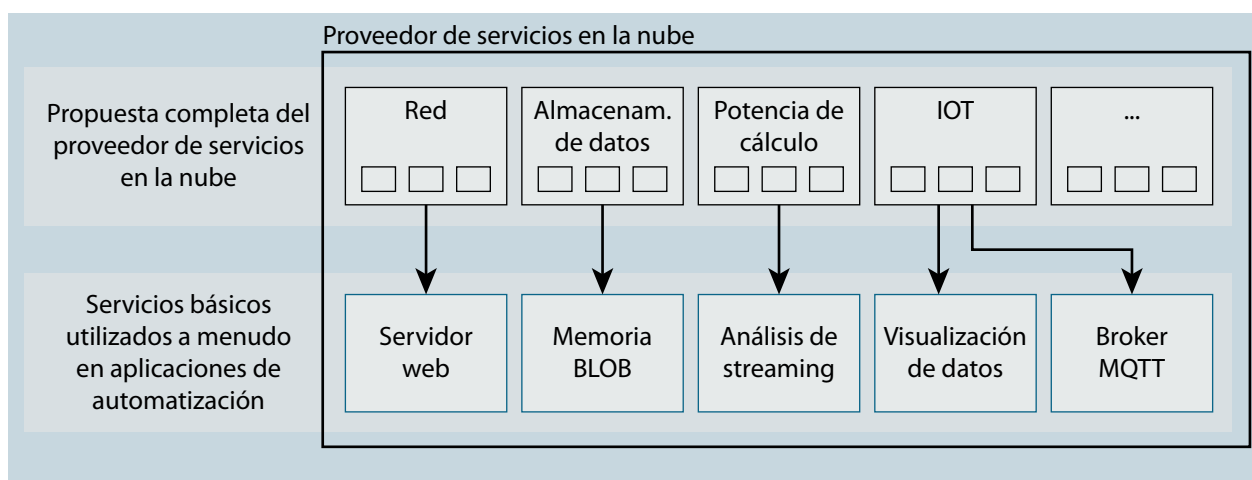 Proveedor de servicios en la nube
Propuesta completa del
proveedor de servicios
en la nube
Red
Almacenam.
de datos
Potencia de
cálculo
IOT
...
Servicios básicos
utilizados a menudo
en aplicaciones de
automatización
Servidor
web
Memoria
BLOB
Análisis de
streaming
Visualización
de datos
Broker
MQTT